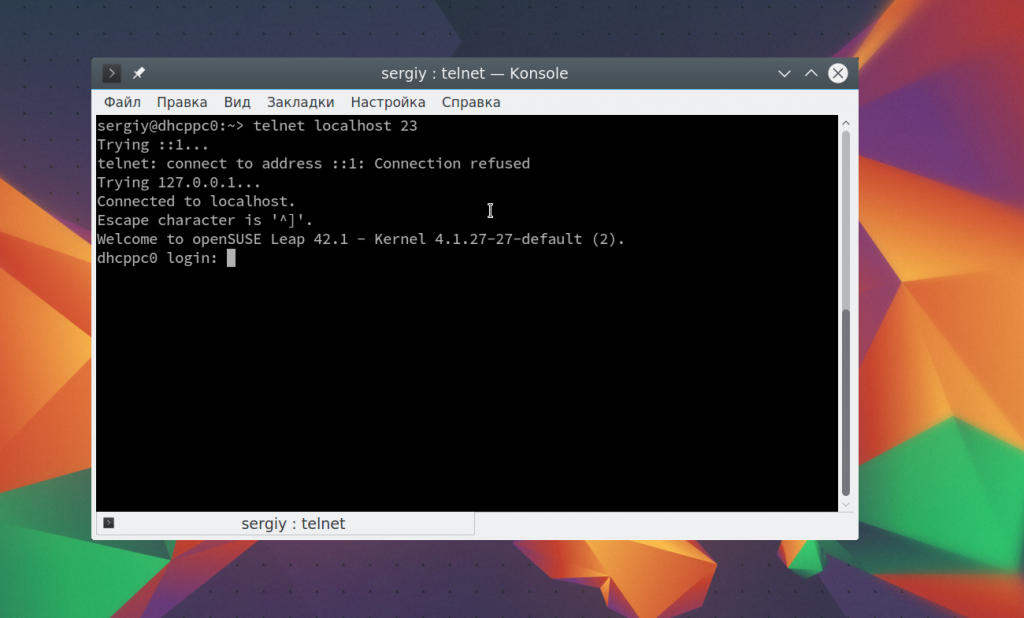 sergiy : telnet — Konsole
Файл Правка Вид Закладки Настройка Справка
sergiy@dhcppc0:~> telnet localhost 23
Trying ::1...
telnet: connect to address ::1: Connection refused
Trying 127.0.0.1...
Connected to localhost.
Escape character is '^]'.
Welcome to openSUSE Leap 42.1 - Kernel 4.1.27-27-default (2).
dhcppc0 login:
sergiy : telnet